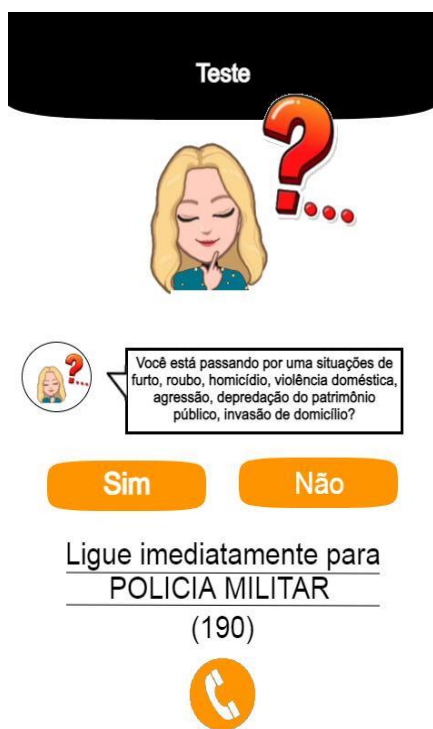 Teste
?...
?...
Você está passando por uma situações de
furto, roubo, homicídio, violência doméstica,
agressão, depredação do patrimônio
público, invasão de domicílio?
Sim
Não
Ligue imediatamente para
POLICIA MILITAR
(190)